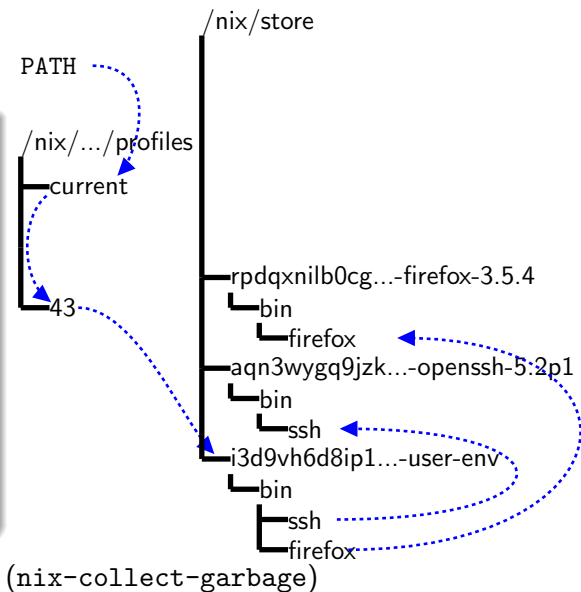 /nix/store
PATH
/nix/.../profiles
current
rpdqxnilb0cg...-firefox-3.5.4
43
bin
firefox
aqn3wygq9jzk...-openssh-5.2p1
bin
ssh
i3d9vh6d8ip1...-user-env
bin
ssh
firefox
(nix-collect-garbage)